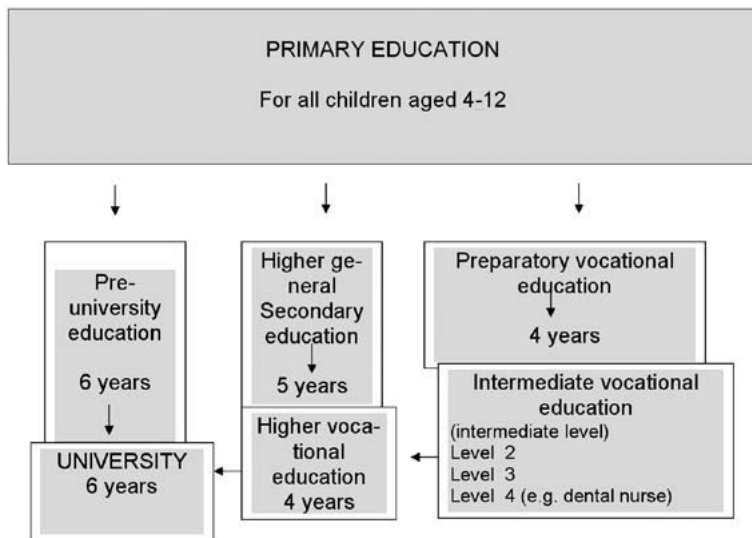 PRIMARY EDUCATION
For all children aged 4-12
Pre-
university
education
6 years
UNIVERSITY
6 years
Higher ge-
neral
Secondary
education
5 years
Higher voca-
tional
education
4 years
Preparatory vocational
education
4 years
Intermediate vocational
education
(intermediate level)
Level 2
Level 3
Level 4 (e.g. dental nurse)